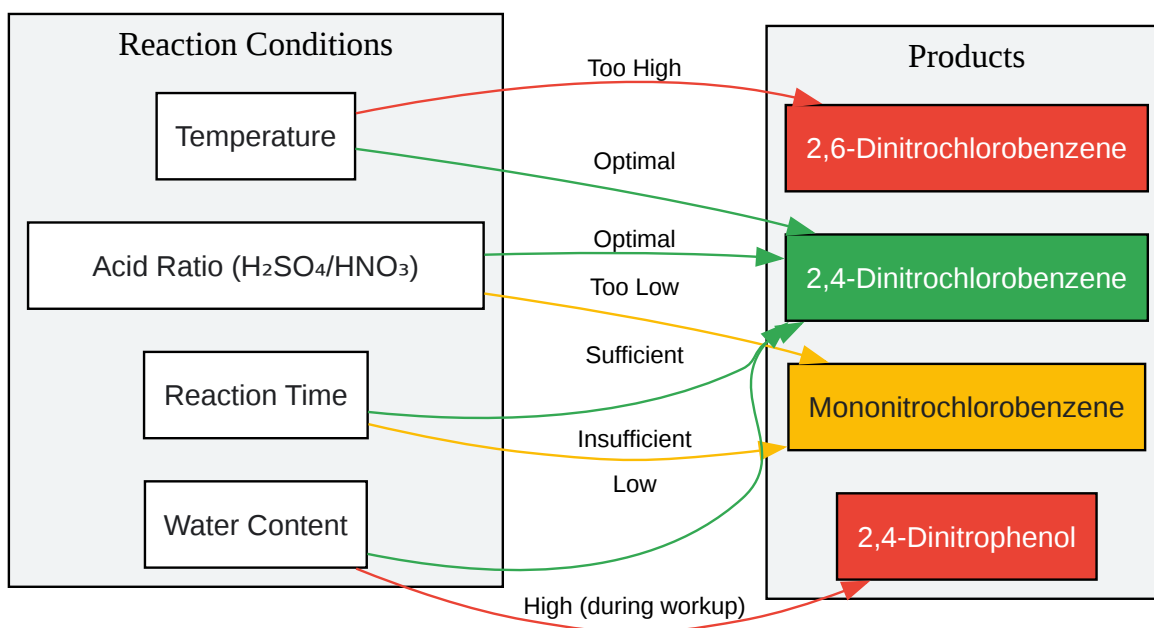 Reaction Conditions
Products
Too High
Temperature
2,6-Dinitrochlorobenzene
Optimal
Acid Ratio (H₂SO₄/HNO₃)
Optimal
2,4-Dinitrochlorobenzene
Too Low
Reaction Time
Sufficient
Mononitrochlorobenzene
Insufficient
Low
Water Content
2,4-Dinitrophenol
High (during workup)